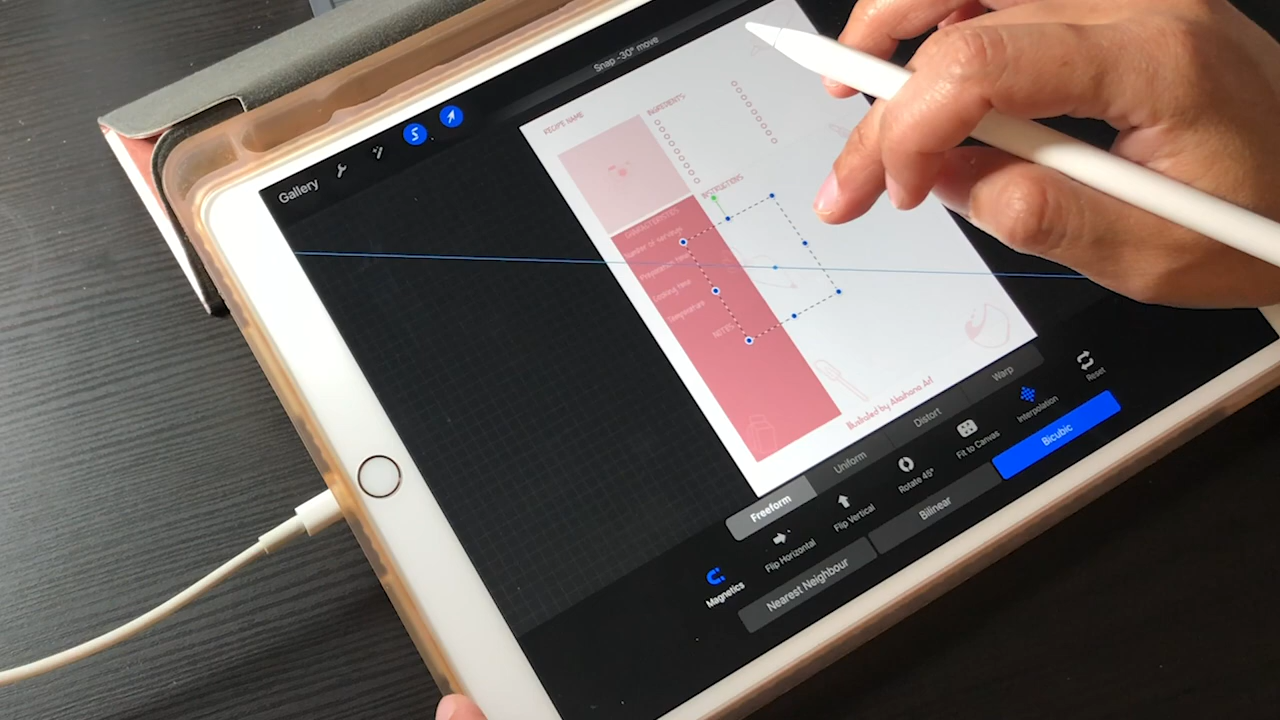 Gallery
Snap -30° move
RECIPE NAME
INGREDIENTS:
INSTRUCTIONS
CHARACTERISTICS
Number of servings
Preparation time
Cooking time
Temperature
NOTES
Illustrated by Akashana Art
Freeform
Uniform
Distort
Warp
Magnetics
Flip Horizontal
Flip Vertical
Rotate 45°
Fit to Canvas
Interpolation
Reset
Nearest Neighbour
Bilinear
Bicubic